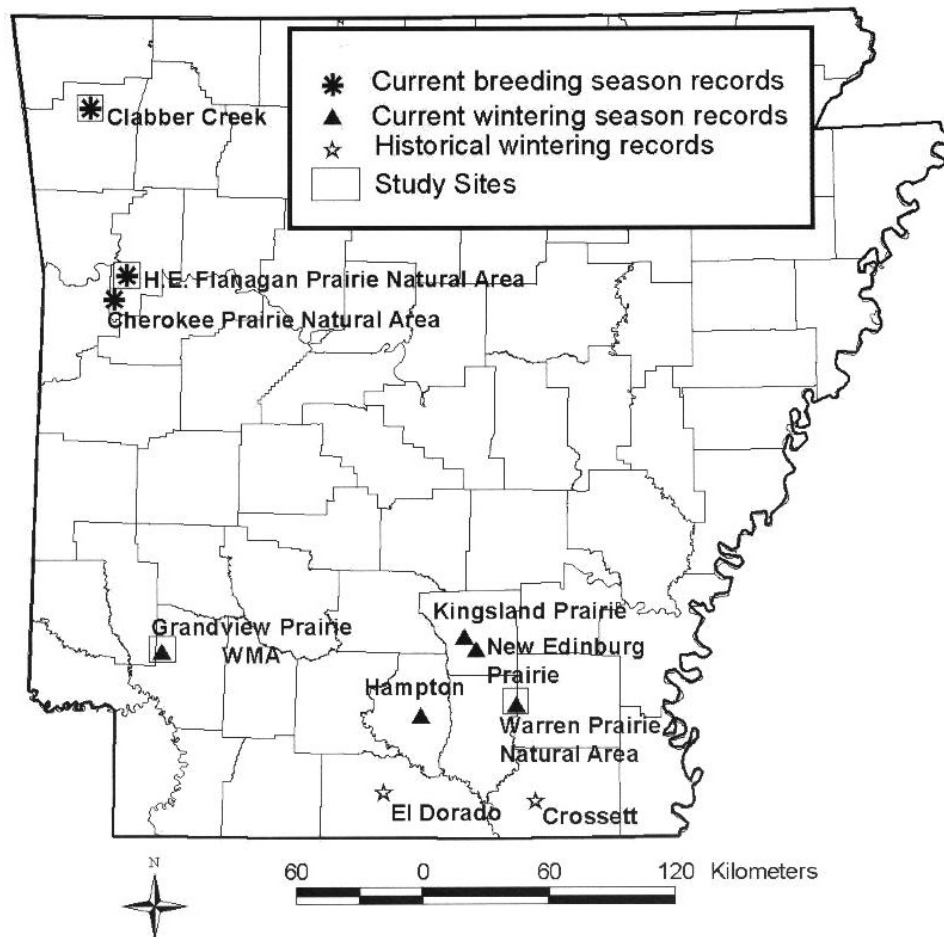 Current breeding season records
Current wintering season records
Historical wintering records
Study Sites
Clabber Creek
H.E. Flanagan Prairie Natural Area
Cherokee Prairie Natural Area
Grandview Prairie
WMA
Kingsland Prairie
New Edinburg
Prairie
Hampton
Warren Prairie
Natural Area
El Dorado
Crossett
N
60 0 60 120 Kilometers